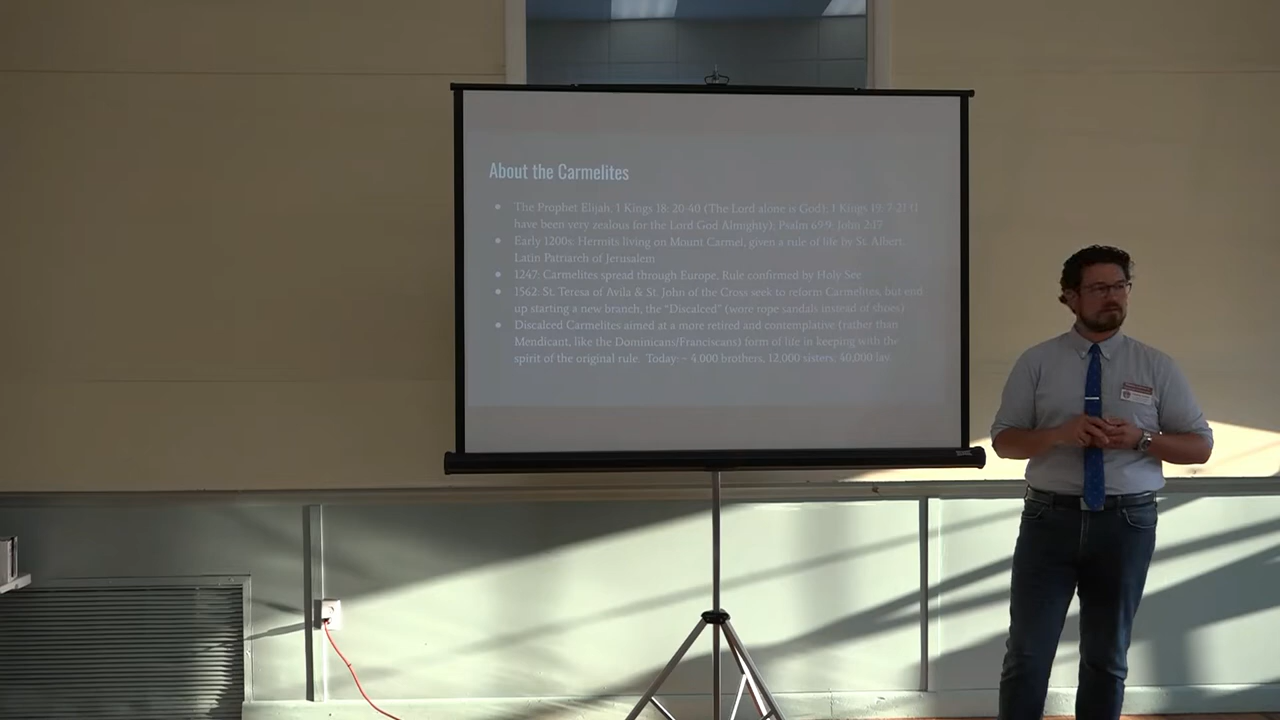 About the Carmelites
● The Prophet Elijah, 1 Kings 18: 20-40 (The Lord alone is God), 1 Kings 19: 7-21 (I
have been very zealous for the Lord God Almighty); Psalm 69:9; John 2:17
● Early 1200s: Hermits living on Mount Carmel, given a rule of life by St. Albert,
Latin Patriarch of Jerusalem
● 1247: Carmelites spread through Europe, Rule confirmed by Holy See
● 1562: St. Teresa of Avila & St. John of the Cross seek to reform Carmelites, but end
up starting a new branch, the "Discalced" (wore rope sandals instead of shoes)
● Discalced Carmelites aimed at a more retired and contemplative (rather than
Mendicant, like the Dominicans/Franciscans) form of life in keeping with the
spirit of the original rule. Today: ~ 4,000 brothers, 12,000 sisters, 40,000 lay